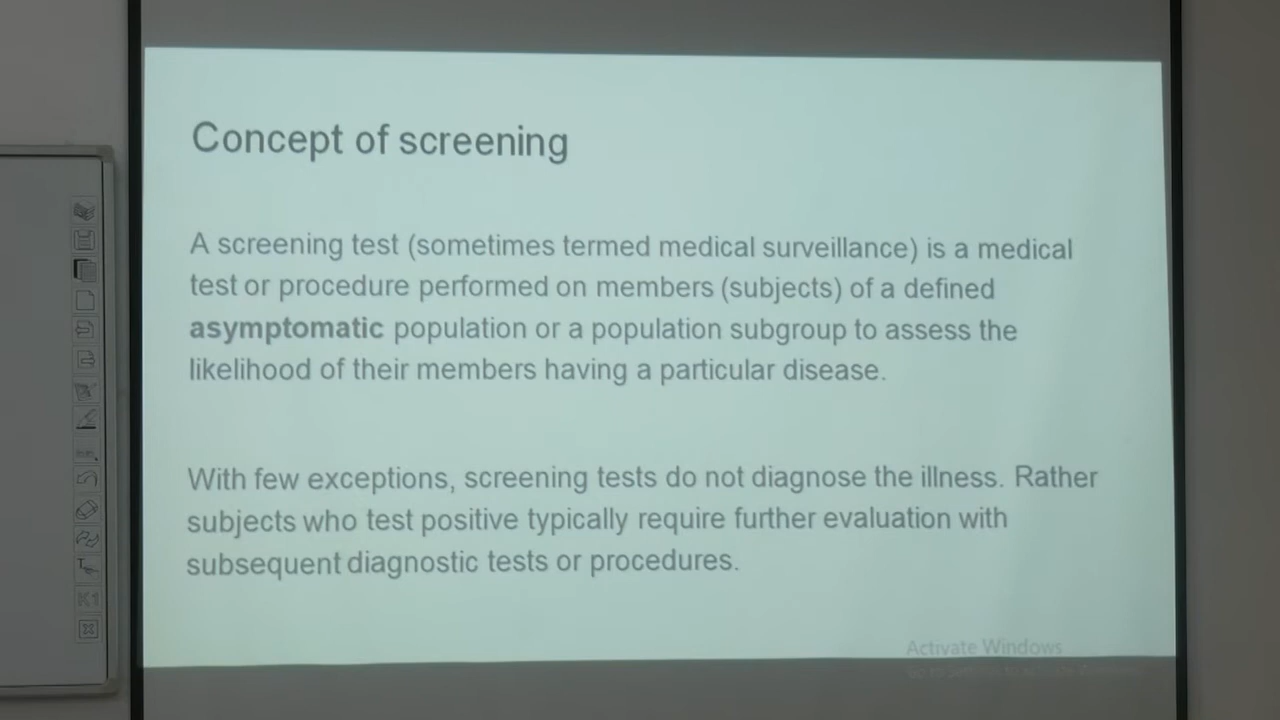 Concept of screening
A screening test (sometimes termed medical surveillance) is a medical
test or procedure performed on members (subjects) of a defined
asymptomatic population or a population subgroup to assess the
likelihood of their members having a particular disease.
With few exceptions, screening tests do not diagnose the illness. Rather
subjects who test positive typically require further evaluation with
subsequent diagnostic tests or procedures.
Activate Windows
K1